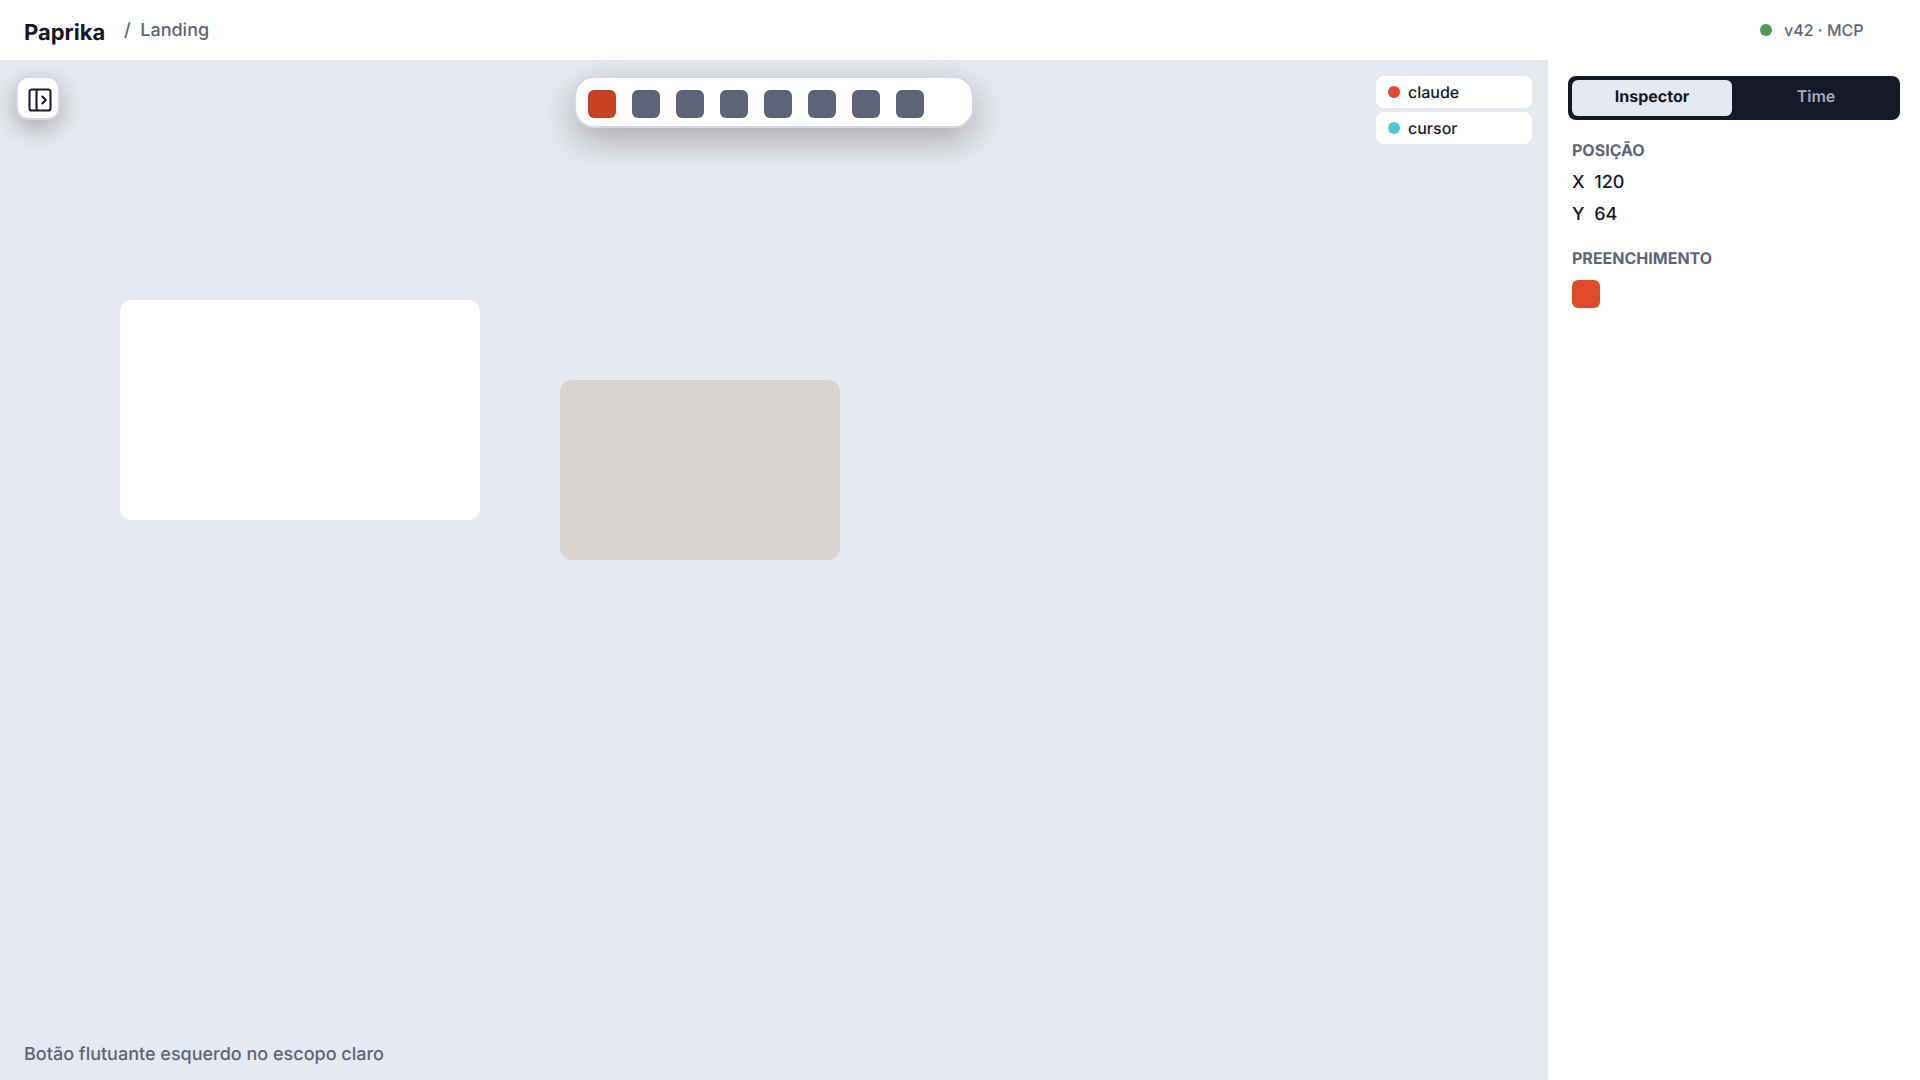 Paprika / Landing
v42 · MCP
claude
cursor
Inspector Time
POSIÇÃO
X 120
Y 64
PREENCHIMENTO
Botão flutuante esquerdo no escopo claro